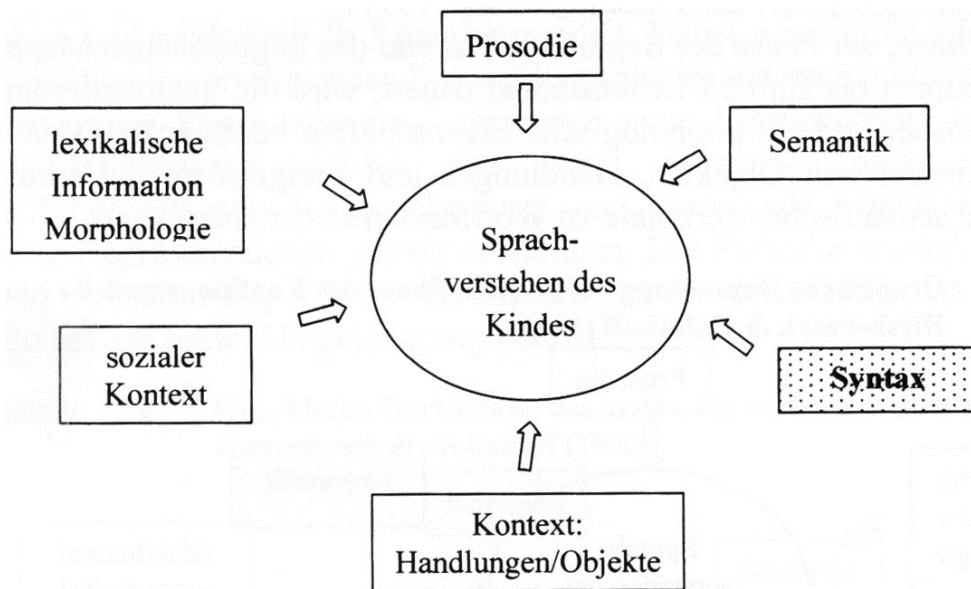 Prosodie
lexikalische
Information
Morphologie
Semantik
Sprach-
verstehen des
Kindes
sozialer
Kontext
Syntax
Kontext:
Handlungen/Objekte